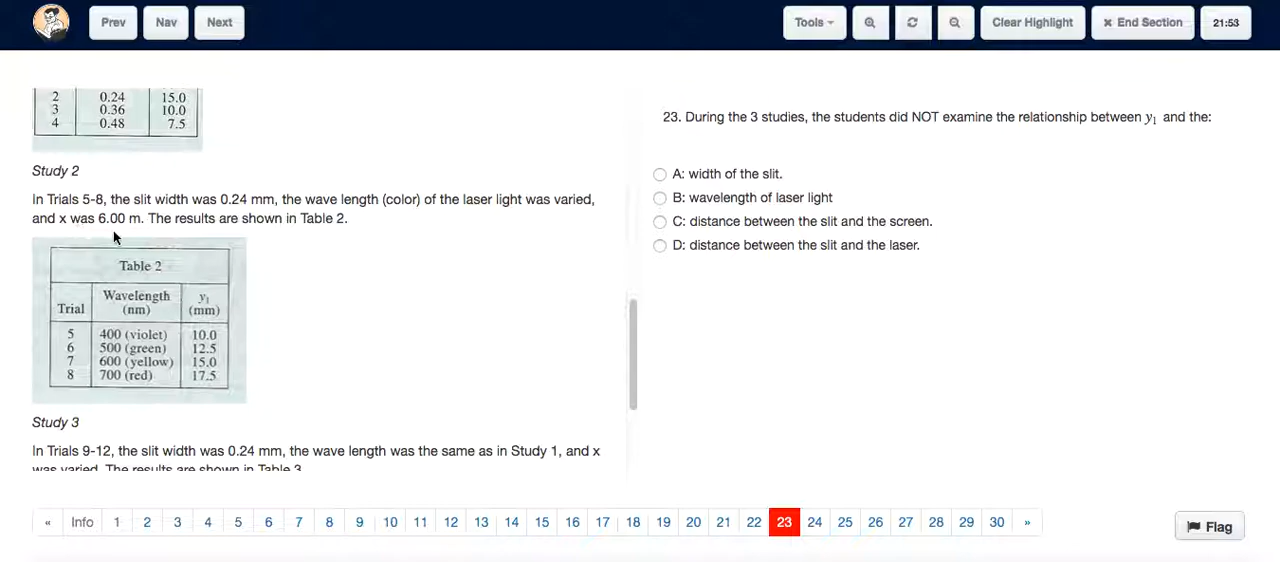 Prev Nav Next Tools Clear Highlight × End Section 21:53
2 0.24 15.0
3 0.36 10.0
4 0.48 7.5
Study 2
In Trials 5-8, the slit width was 0.24 mm, the wave length (color) of the laser light was varied,
and x was 6.00 m. The results are shown in Table 2.
Table 2
Trial Wavelength (nm) y₁ (mm)
5 400 (violet) 10.0
6 500 (green) 12.5
7 600 (yellow) 15.0
8 700 (red) 17.5
Study 3
In Trials 9-12, the slit width was 0.24 mm, the wave length was the same as in Study 1, and x
was varied. The results are shown in Table 3.
23. During the 3 studies, the students did NOT examine the relationship between y₁ and the:
A: width of the slit.
B: wavelength of laser light
C: distance between the slit and the screen.
D: distance between the slit and the laser.
« Info 1 2 3 4 5 6 7 8 9 10 11 12 13 14 15 16 17 18 19 20 21 22 23 24 25 26 27 28 29 30 »
Flag